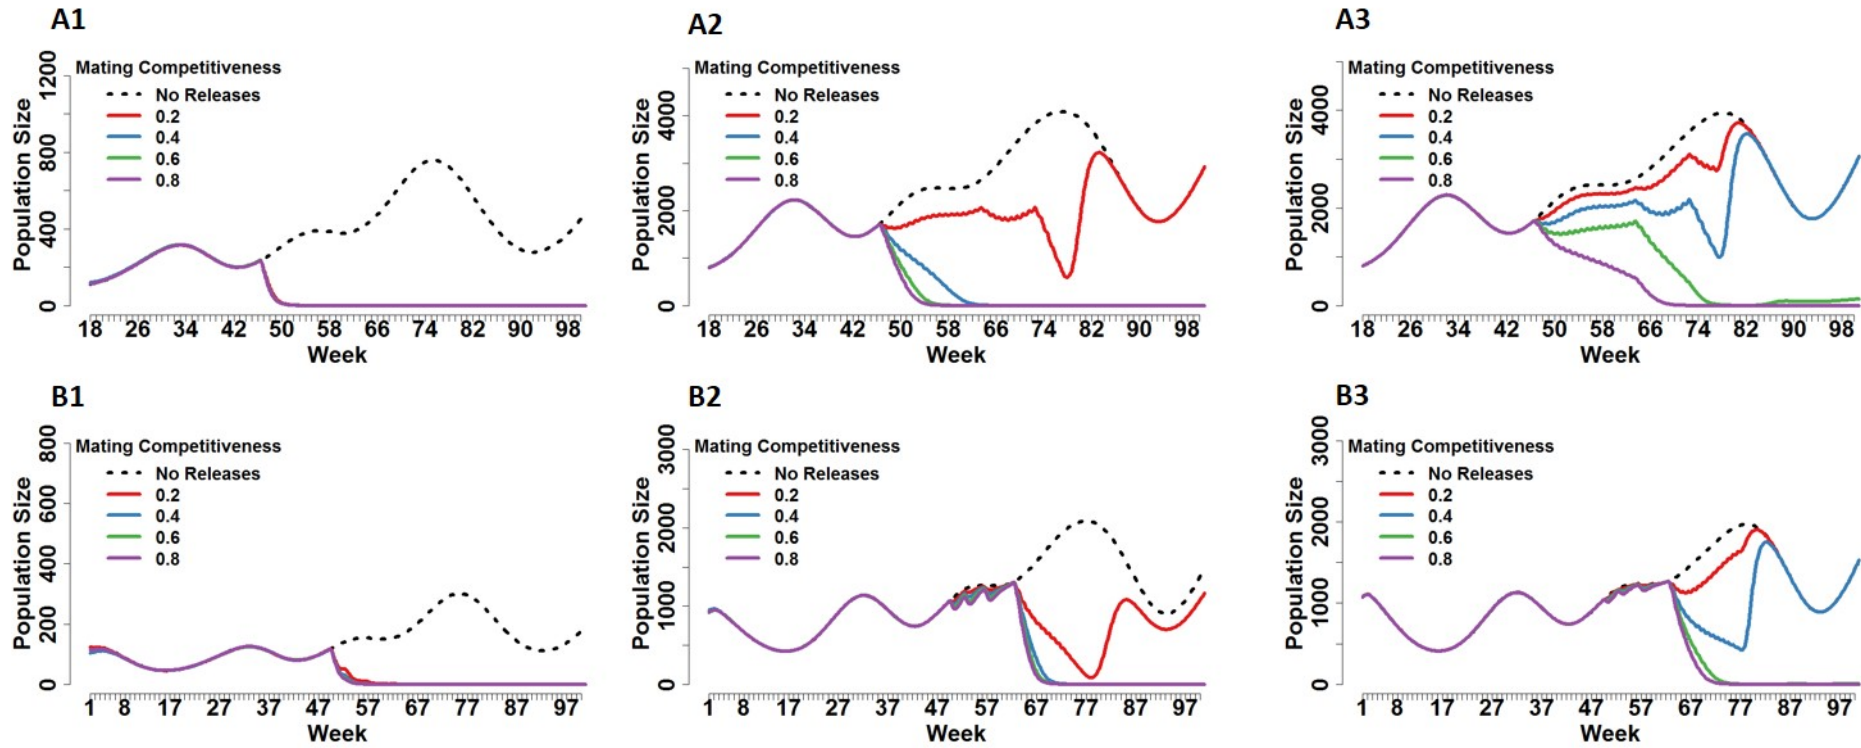 A1
Mating Competitiveness
No Releases
0.2
0.4
0.6
0.8
Population Size
1200
800
400
0
18 26 34 42 50 58 66 74 82 90 98
Week
A2
Mating Competitiveness
No Releases
0.2
0.4
0.6
0.8
Population Size
4000
2000
0
18 26 34 42 50 58 66 74 82 90 98
Week
A3
Mating Competitiveness
No Releases
0.2
0.4
0.6
0.8
Population Size
4000
2000
0
18 26 34 42 50 58 66 74 82 90 98
Week
B1
Mating Competitiveness
No Releases
0.2
0.4
0.6
0.8
Population Size
800
600
400
200
0
1 8 17 27 37 47 57 67 77 87 97
Week
B2
Mating Competitiveness
No Releases
0.2
0.4
0.6
0.8
Population Size
3000
2000
1000
0
1 8 17 27 37 47 57 67 77 87 97
Week
B3
Mating Competitiveness
No Releases
0.2
0.4
0.6
0.8
Population Size
3000
2000
1000
0
1 8 17 27 37 47 57 67 77 87 97
Week